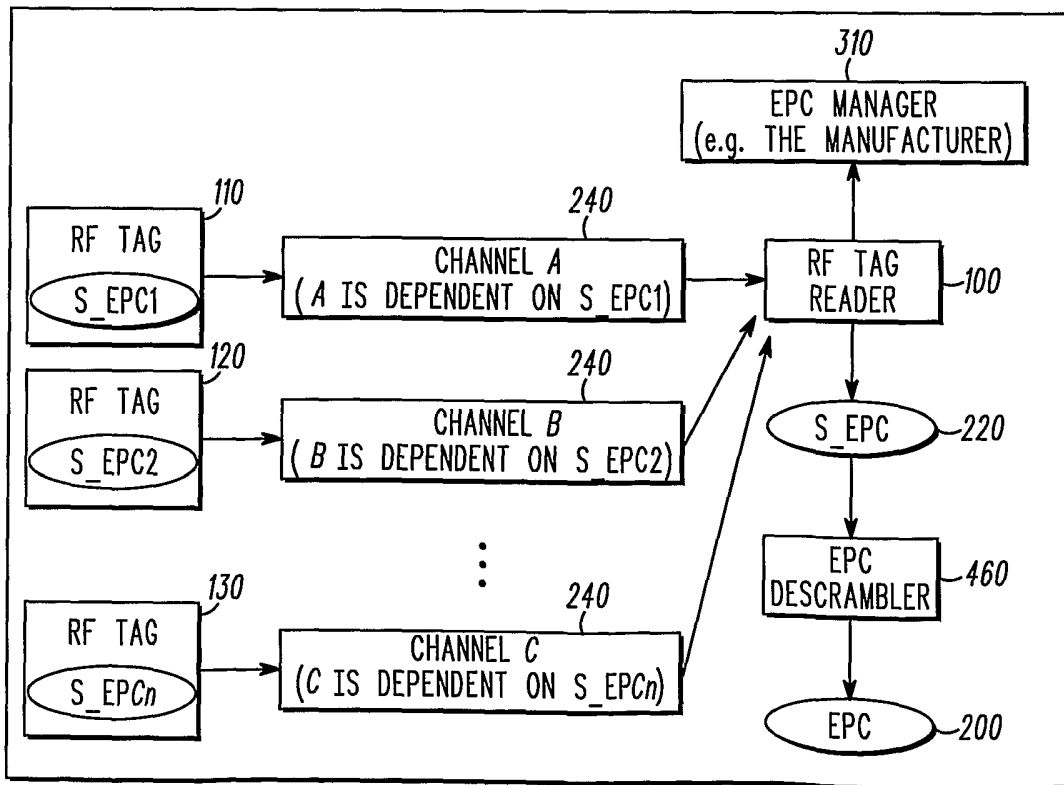 310
EPC MANAGER
(e.g. THE MANUFACTURER)
110
RF TAG
S_EPC1
240
CHANNEL A
(A IS DEPENDENT ON S_EPC1)
RF TAG
READER
100
120
RF TAG
S_EPC2
240
CHANNEL B
( B IS DEPENDENT ON S_EPC2)
S_EPC
220
EPC
DESCRAMBLER
460
130
RF TAG
S_EPCn
240
CHANNEL C
(C IS DEPENDENT ON S_EPCn)
EPC
200